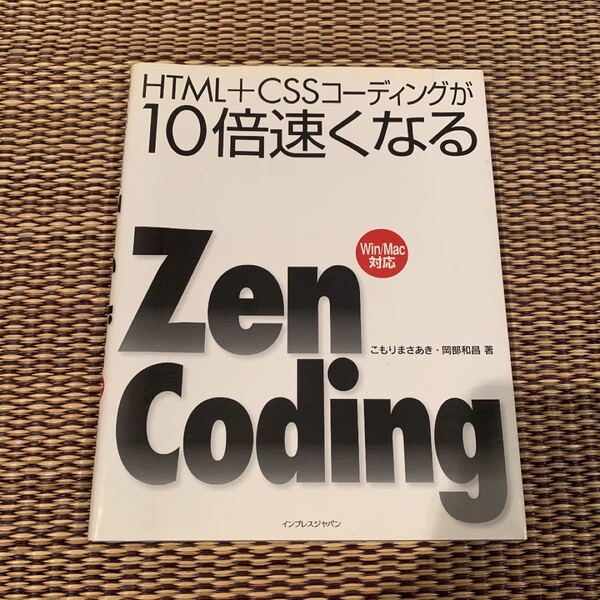 HTML+CSSコーディングが
10倍速くなる
Zen
Coding
Win/Mac
対応
こもりまさあき・岡部和昌 著
インプレスジャパン